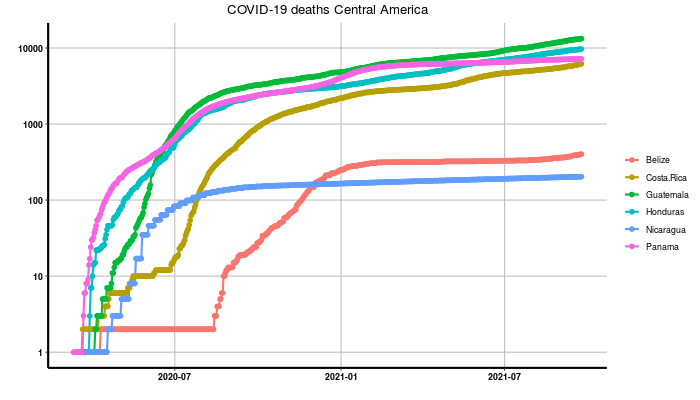 COVID-19 deaths Central America
10000
1000
100
10
1
2020-07
2021-01
2021-07
Belize
Costa.Rica
Guatemala
Honduras
Nicaragua
Panama